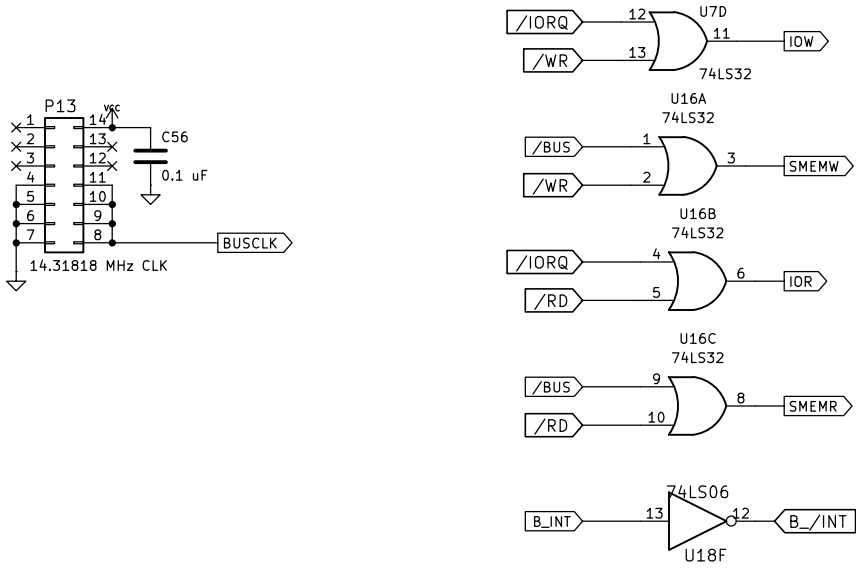 P13
vcc
1 14
2 13
3 12
4 11
5 10
6 9
7 8
14.31818 MHz CLK
C56
0.1 uF
BUSCLK
U7D
/IORQ 12
11 IOW
/WR 13
74LS32
U16A
74LS32
/BUS 1
3 SMEMW
/WR 2
U16B
74LS32
/IORQ 4
6 IOR
/RD 5
U16C
74LS32
/BUS 9
8 SMEMR
/RD 10
74LS06
B_INT 13 12 B_/INT
U18F